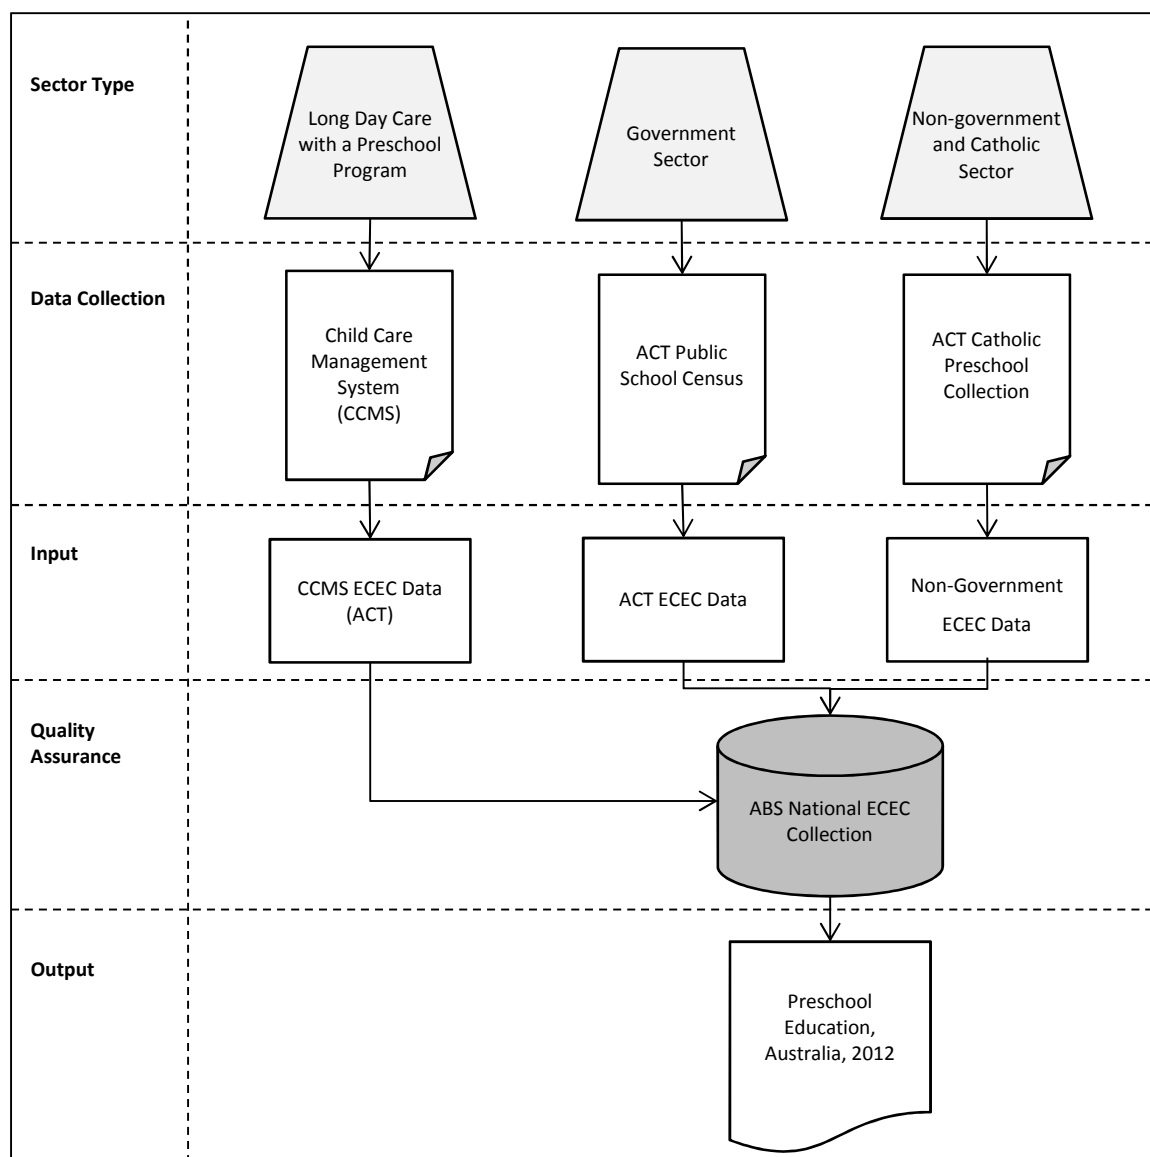 Sector Type
Long Day Care
with a Preschool
Program
Government
Sector
Non-government
and Catholic
Sector
Data Collection
Child Care
Management
System
(CCMS)
ACT Public
School Census
ACT Catholic
Preschool
Collection
Input
CCMS ECEC Data
(ACT)
ACT ECEC Data
Non-Government
ECEC Data
Quality
Assurance
ABS National ECEC
Collection
Output
Preschool
Education,
Australia, 2012